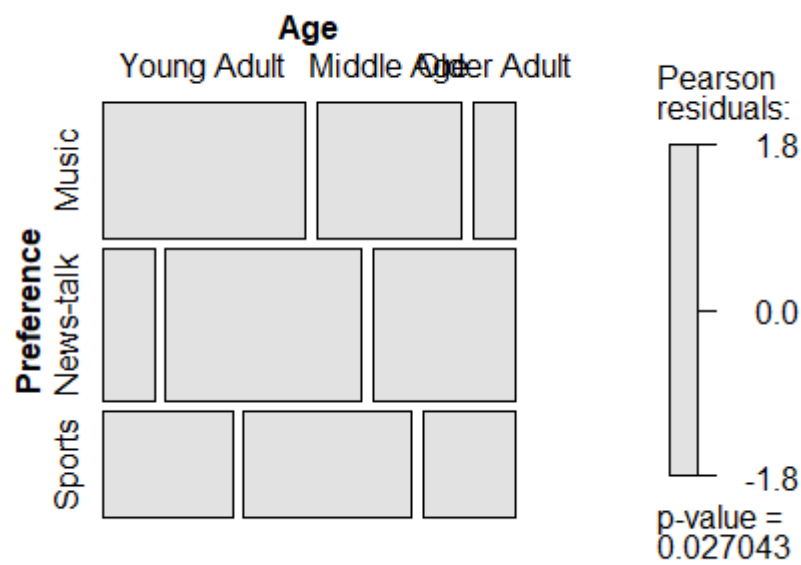 Age
Young Adult Middle Age Older Adult
Preference
Music
News-talk
Sports
Pearson
residuals:
1.8
0.0
-1.8
p-value =
0.027043